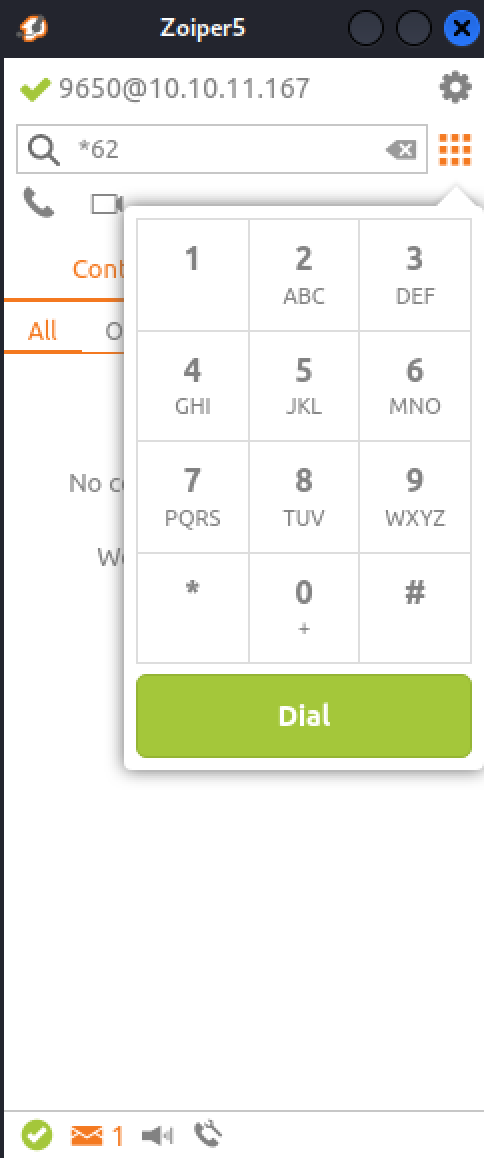 Zoiper5
9650@10.10.11.167
*62
Cont
All O
No c
W
1 2 3
ABC DEF
4 5 6
GHI JKL MNO
7 8 9
PQRS TUV WXYZ
* 0 #
+
Dial
1